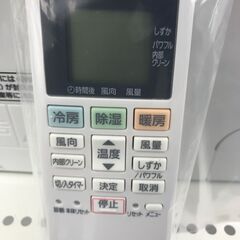 しずか
パワフル
内部
クリーン
時間後 風向 風量
冷房 除湿 暖房
風向 風量
温度
内部クリーン しずか
/パワフル
切/入タイマー 決定 取消
停止
リセット メニュー